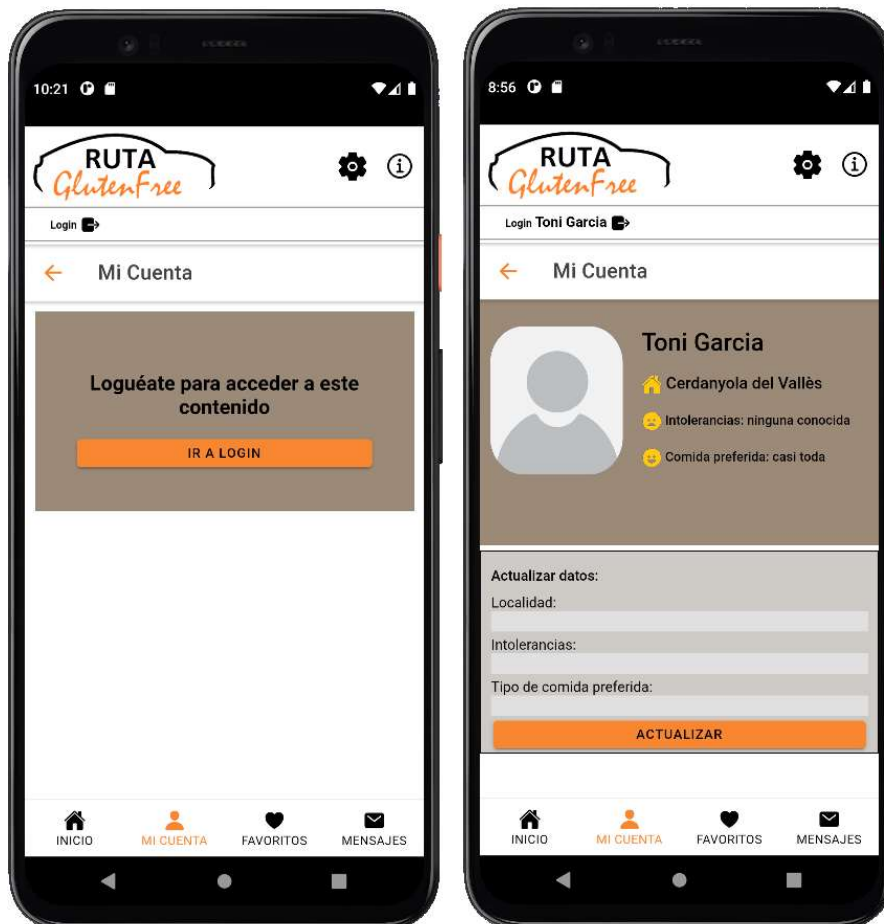 10:21
RUTA
GlutenFree
Login
Mi Cuenta
Loguéate para acceder a este
contenido
IR A LOGIN
INICIO
MI CUENTA
FAVORITOS
MENSAJES
8:56
RUTA
GlutenFree
Login Toni Garcia
Mi Cuenta
Toni Garcia
Cerdanyola del Vallès
Intolerancias: ninguna conocida
Comida preferida: casi toda
Actualizar datos:
Localidad:
Intolerancias:
Tipo de comida preferida:
ACTUALIZAR
INICIO
MI CUENTA
FAVORITOS
MENSAJES